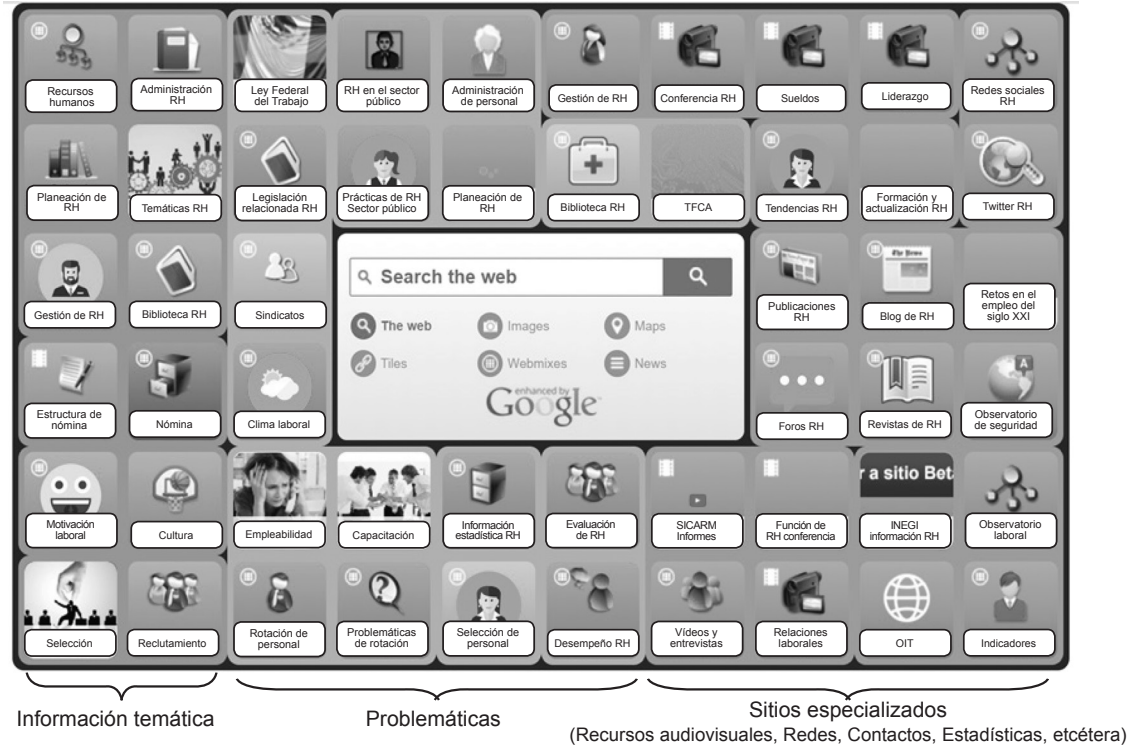 Recursos
humanos
Administración
RH
Ley Federal
del Trabajo
RH en el sector
público
Administración
de personal
Gestión de RH
Conferencia RH
Sueldos
Liderazgo
Redes sociales
RH
Planeación de
RH
Temáticas RH
Legislación
relacionada RH
Prácticas de RH
Sector público
Planeación de
RH
Biblioteca RH
TFCA
Tendencias RH
Formación y
actualización RH
Twitter RH
Gestión de RH
Biblioteca RH
Sindicatos
Search the web
The web
Images
Maps
Tiles
Webmixes
News
enhanced by
Google
Publicaciones
RH
The News
Blog de RH
Retos en el
empleo del
siglo XXI
Estructura de
nómina
Nómina
Clima laboral
Foros RH
Revistas de RH
A
Observatorio
de seguridad
Motivación
laboral
Cultura
Empleabilidad
Capacitación
Información
estadística RH
Evaluación
de RH
SICARM
Informes
Función de
RH conferencia
r a sitio Beta
INEGI
información RH
Observatorio
laboral
Selección
Reclutamiento
Rotación de
personal
Problemáticas
de rotación
Selección de
personal
Desempeño RH
Vídeos y
entrevistas
Relaciones
laborales
OIT
Indicadores
Información temática
Problemáticas
Sitios especializados
(Recursos audiovisuales, Redes, Contactos, Estadísticas, etcétera)